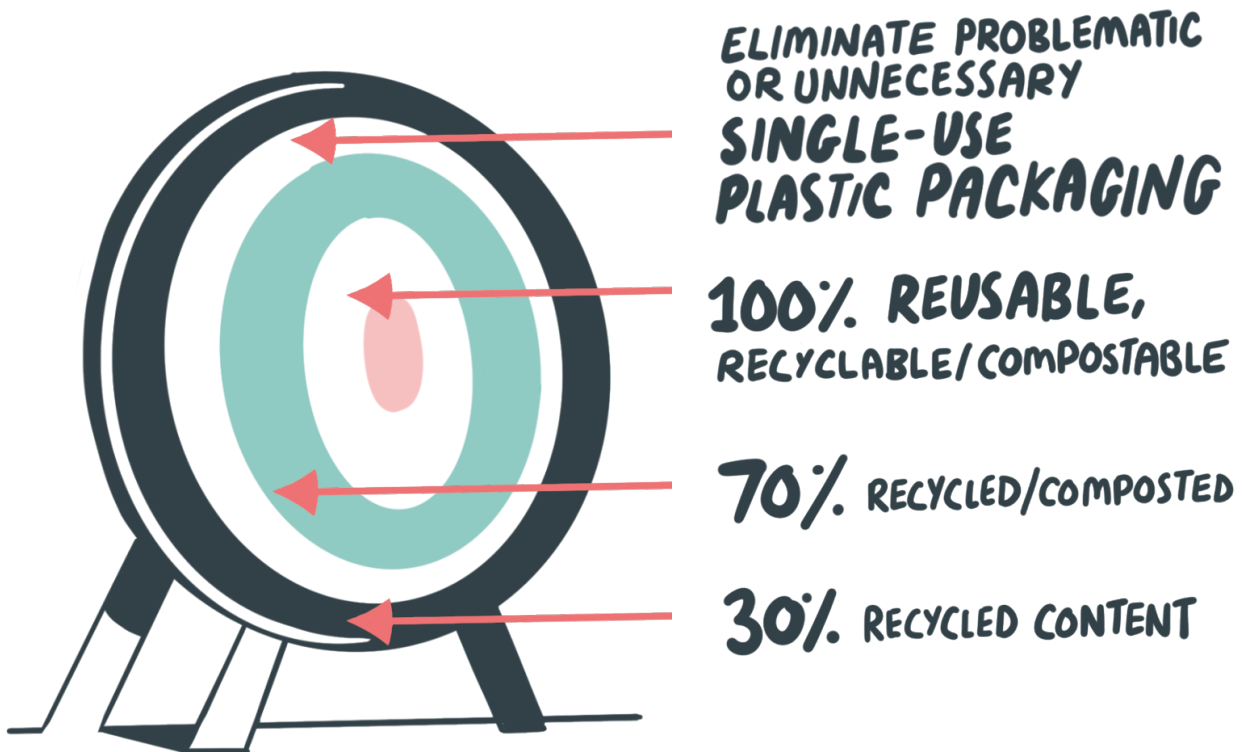 ELIMINATE PROBLEMATIC
OR UNNECESSARY
SINGLE-USE
PLASTIC PACKAGING
100% REUSABLE,
RECYCLABLE/COMPOSTABLE
70% RECYCLED/COMPOSTED
30% RECYCLED CONTENT